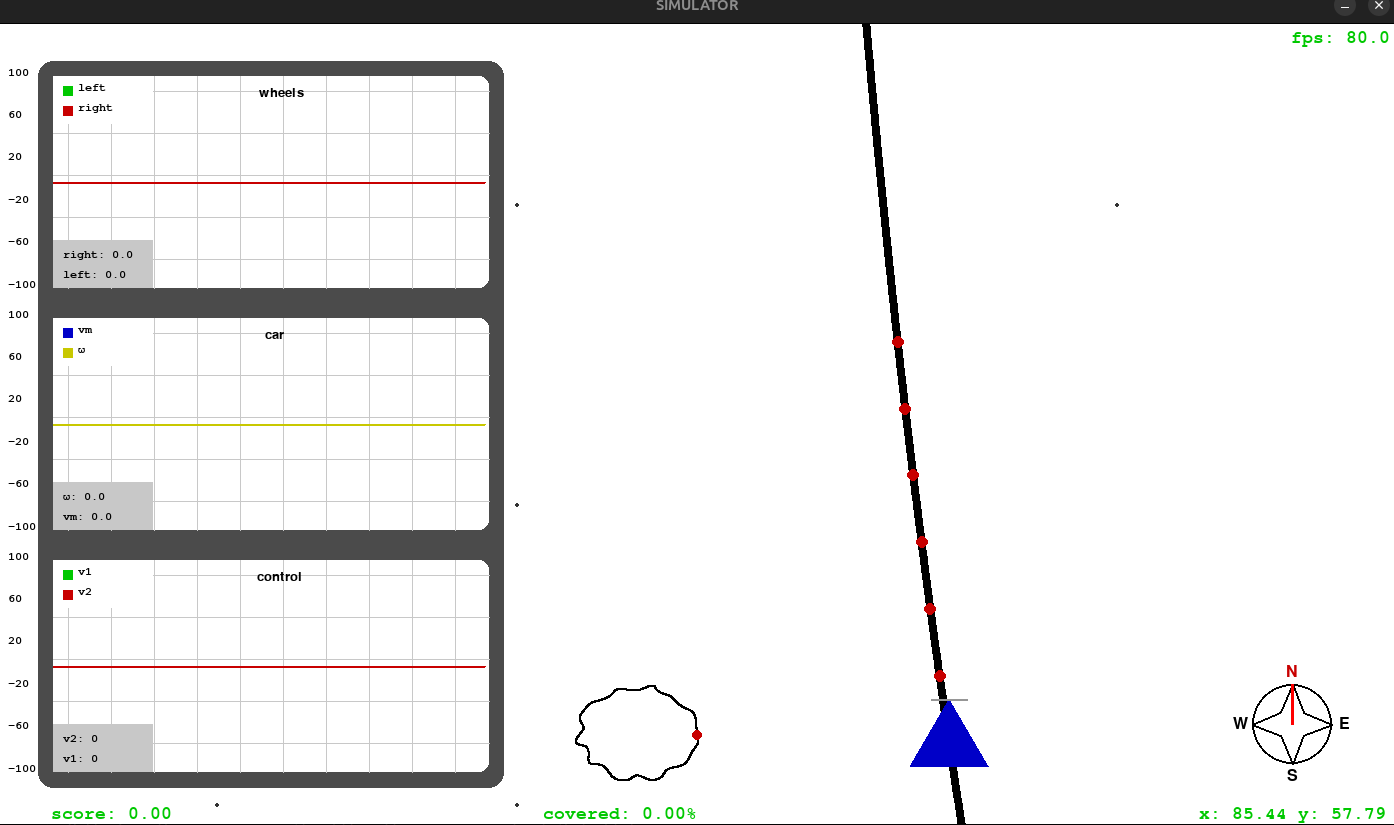 SIMULATOR
fps: 80.0
100
60
20
-20
-60
-100
left
right
wheels
right: 0.0
left: 0.0
100
60
20
-20
-60
-100
vm
ω
car
ω: 0.0
vm: 0.0
100
60
20
-20
-60
-100
v1
v2
control
v2: 0
v1: 0
N
W
E
S
score: 0.00
covered: 0.00%
x: 85.44 y: 57.79